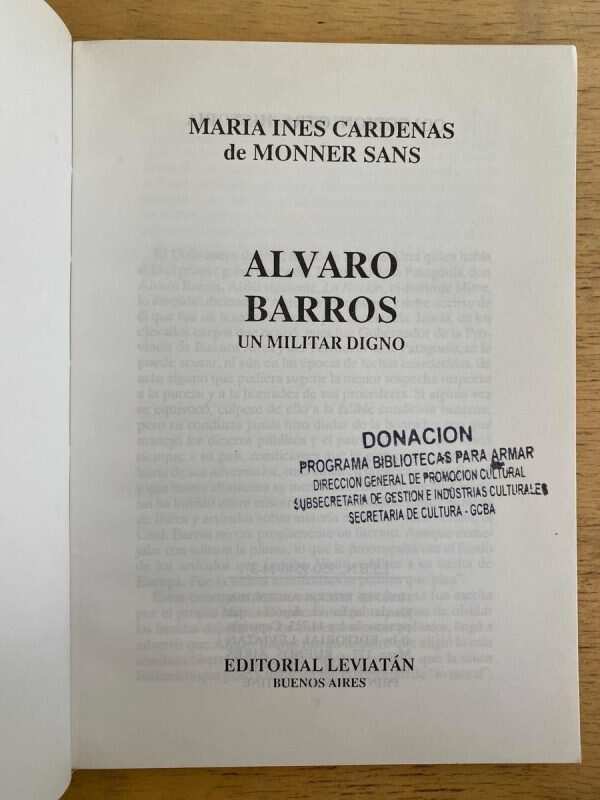 MARIA INES CARDENAS
de MONNER SANS
ALVARO
BARROS
UN MILITAR DIGNO
DONACION
PROGRAMA BIBLIOTECAS PARA ARMAR
DIRECCION GENERAL DE PROMOCION CULTURAL
SUBSECRETARIA DE GESTION E INDUSTRIAS CULTURALES
SECRETARIA DE CULTURA - GCBA
EDITORIAL LEVIATÁN
BUENOS AIRES